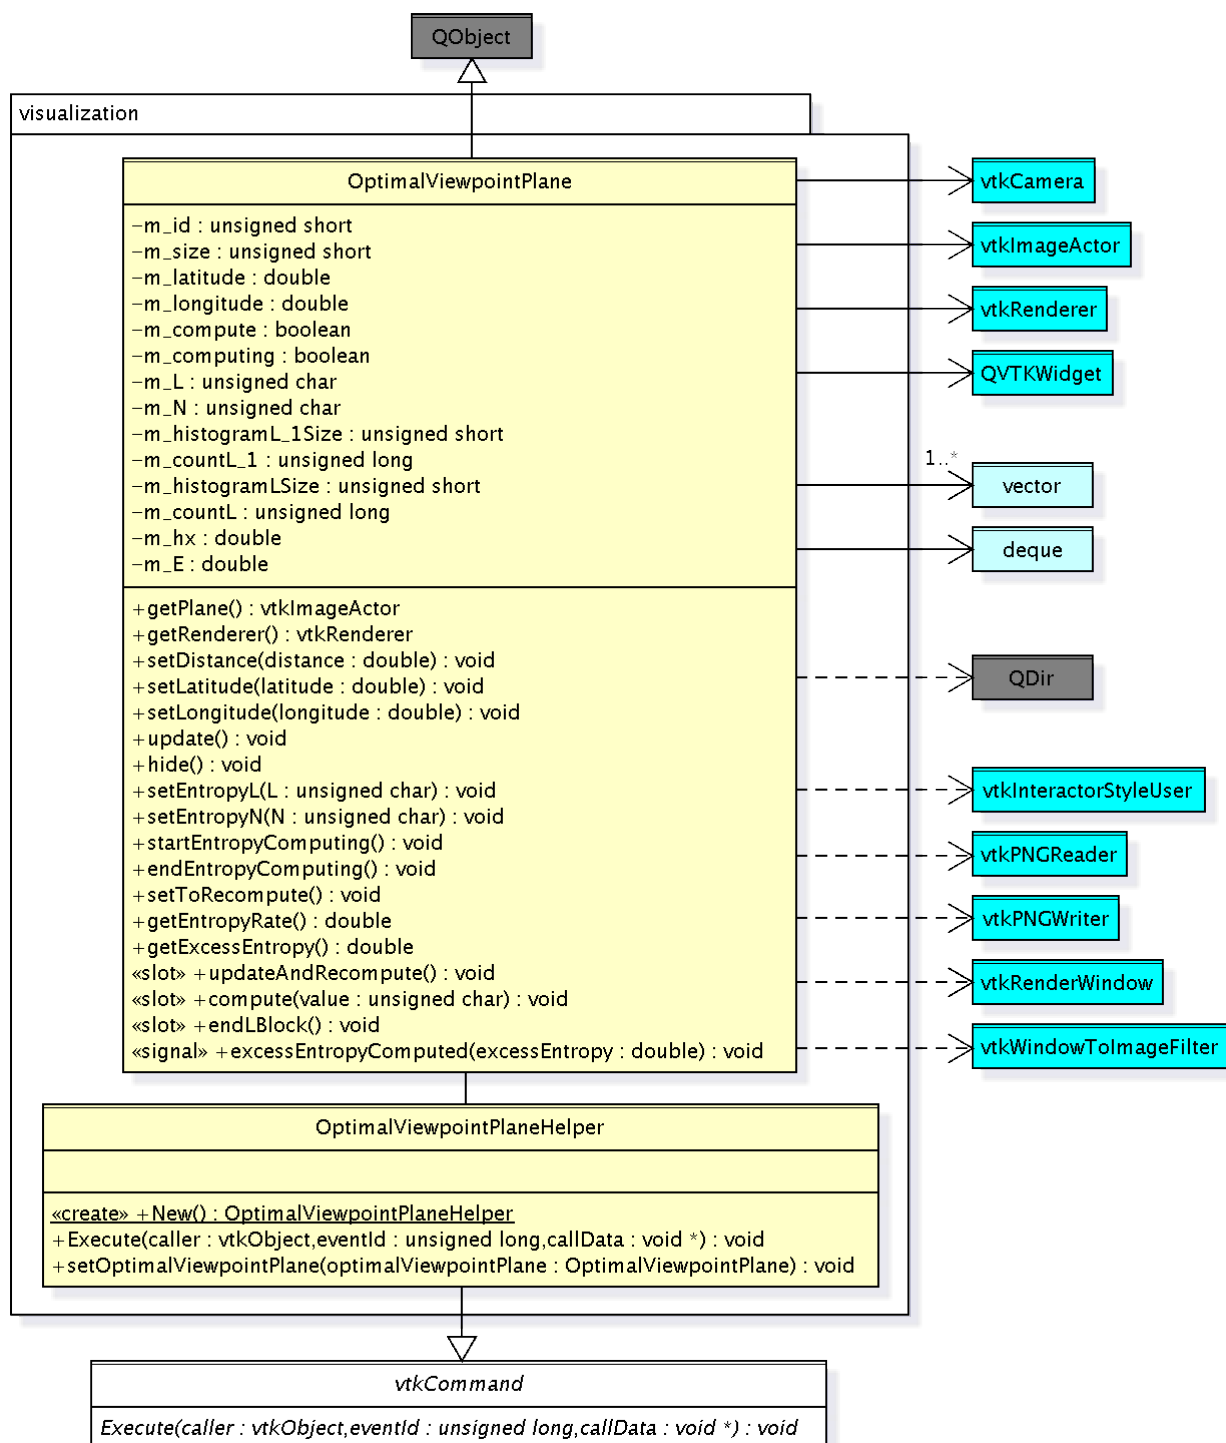 QObject
visualization
OptimalViewpointPlane
-m_id : unsigned short
-m_size : unsigned short
-m_latitude : double
-m_longitude : double
-m_compute : boolean
-m_computing : boolean
-m_L : unsigned char
-m_N : unsigned char
-m_histogramL_1Size : unsigned short
-m_countL_1 : unsigned long
-m_histogramLSize : unsigned short
-m_countL : unsigned long
-m_hx : double
-m_E : double
+getPlane() : vtkImageActor
+getRenderer() : vtkRenderer
+setDistance(distance : double) : void
+setLatitude(latitude : double) : void
+setLongitude(longitude : double) : void
+update() : void
+hide() : void
+setEntropyL(L : unsigned char) : void
+setEntropyN(N : unsigned char) : void
+startEntropyComputing() : void
+endEntropyComputing() : void
+setToRecompute() : void
+getEntropyRate() : double
+getExcessEntropy() : double
«slot» +updateAndRecompute() : void
«slot» +compute(value : unsigned char) : void
«slot» +endLBlock() : void
«signal» +excessEntropyComputed(excessEntropy : double) : void
vtkCamera
vtkImageActor
vtkRenderer
QVTKWidget
1..*
vector
deque
QDir
vtkInteractorStyleUser
vtkPNGReader
vtkPNGWriter
vtkRenderWindow
vtkWindowToImageFilter
OptimalViewpointPlaneHelper
«create» +New() : OptimalViewpointPlaneHelper
+Execute(caller : vtkObject,eventId : unsigned long,callData : void *) : void
+setOptimalViewpointPlane(optimalViewpointPlane : OptimalViewpointPlane) : void
vtkCommand
Execute(caller : vtkObject,eventId : unsigned long,callData : void *) : void